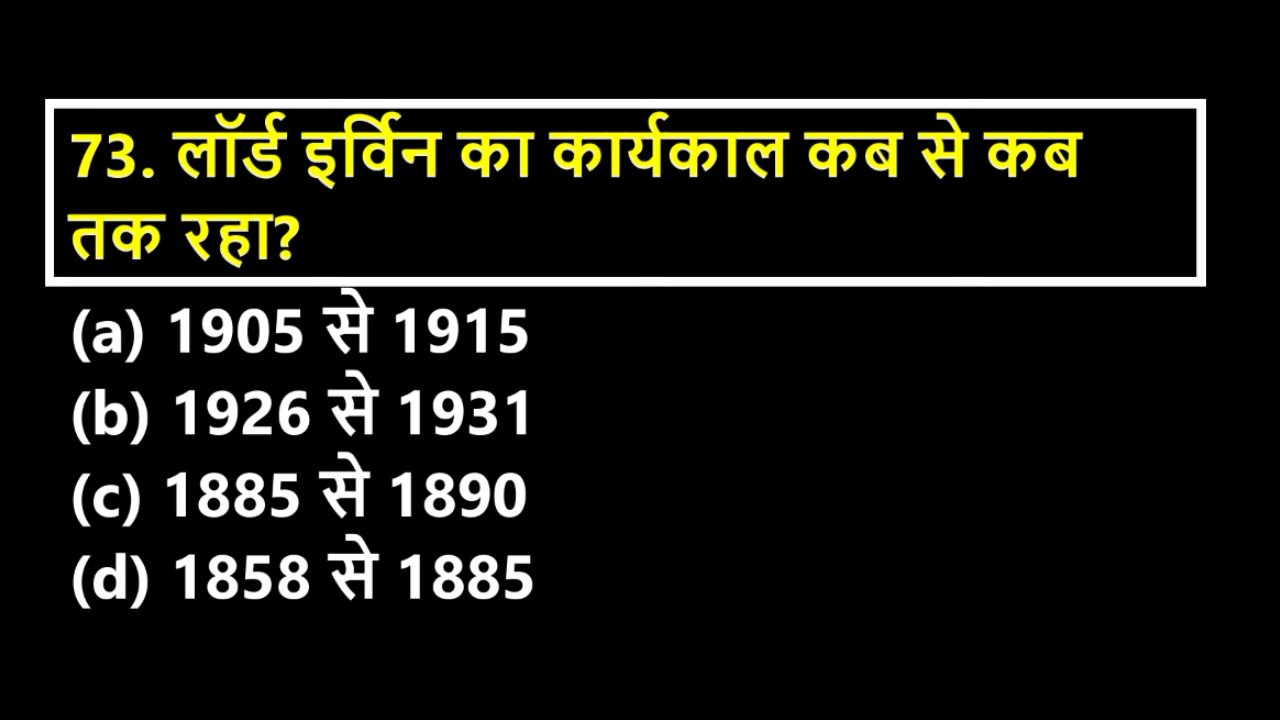 73. लॉर्ड इर्विन का कार्यकाल कब से कब
तक रहा?
(a) 1905 से 1915
(b) 1926 से 1931
(c) 1885 से 1890
(d) 1858 से 1885